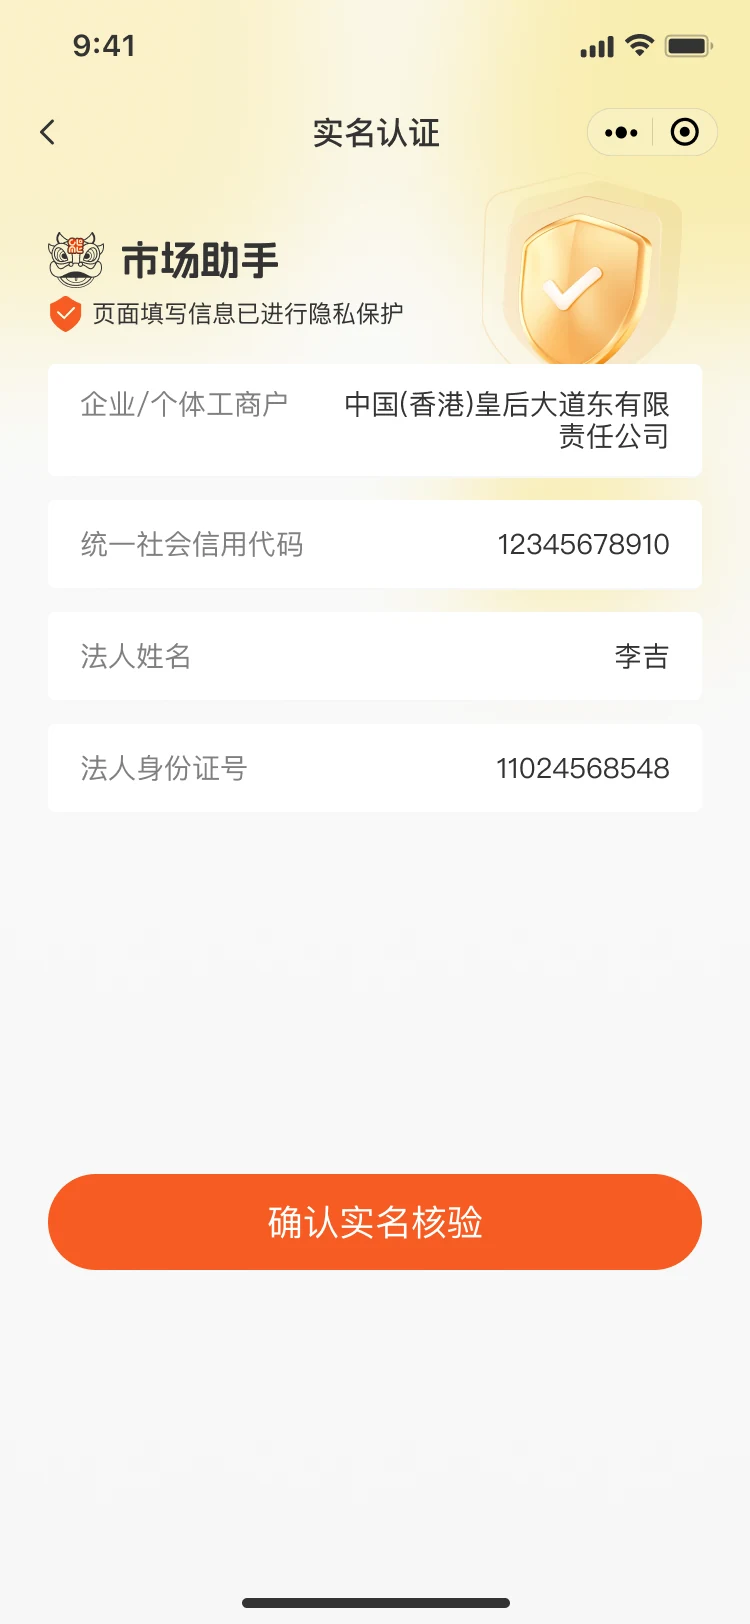 9:41
实名认证
市场助手
页面填写信息已进行隐私保护
企业/个体工商户 中国(香港)皇后大道东有限
责任公司
统一社会信用代码 12345678910
法人姓名 李吉
法人身份证号 11024568548
确认实名核验